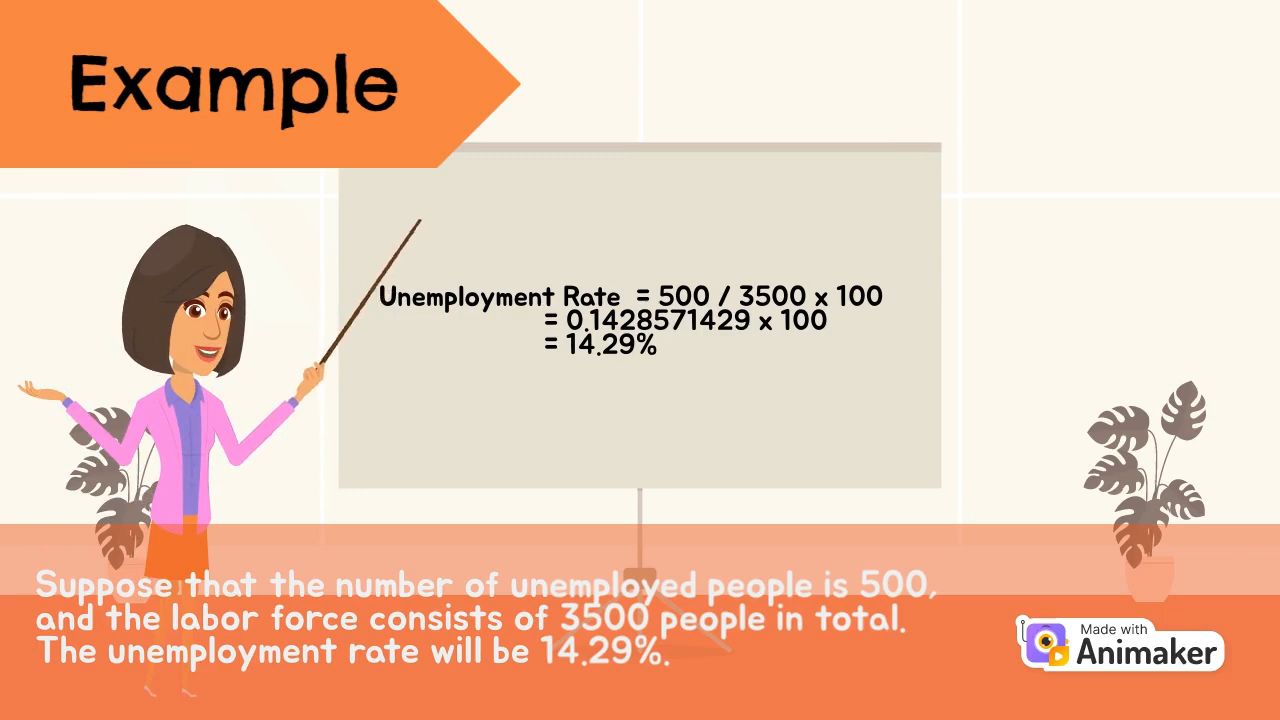 Example
Unemployment Rate = 500 / 3500 x 100
= 0.1428571429 x 100
= 14.29%
Suppose that the number of unemployed people is 500,
and the labor force consists of 3500 people in total.
The unemployment rate will be 14.29%.
Made with
Animaker